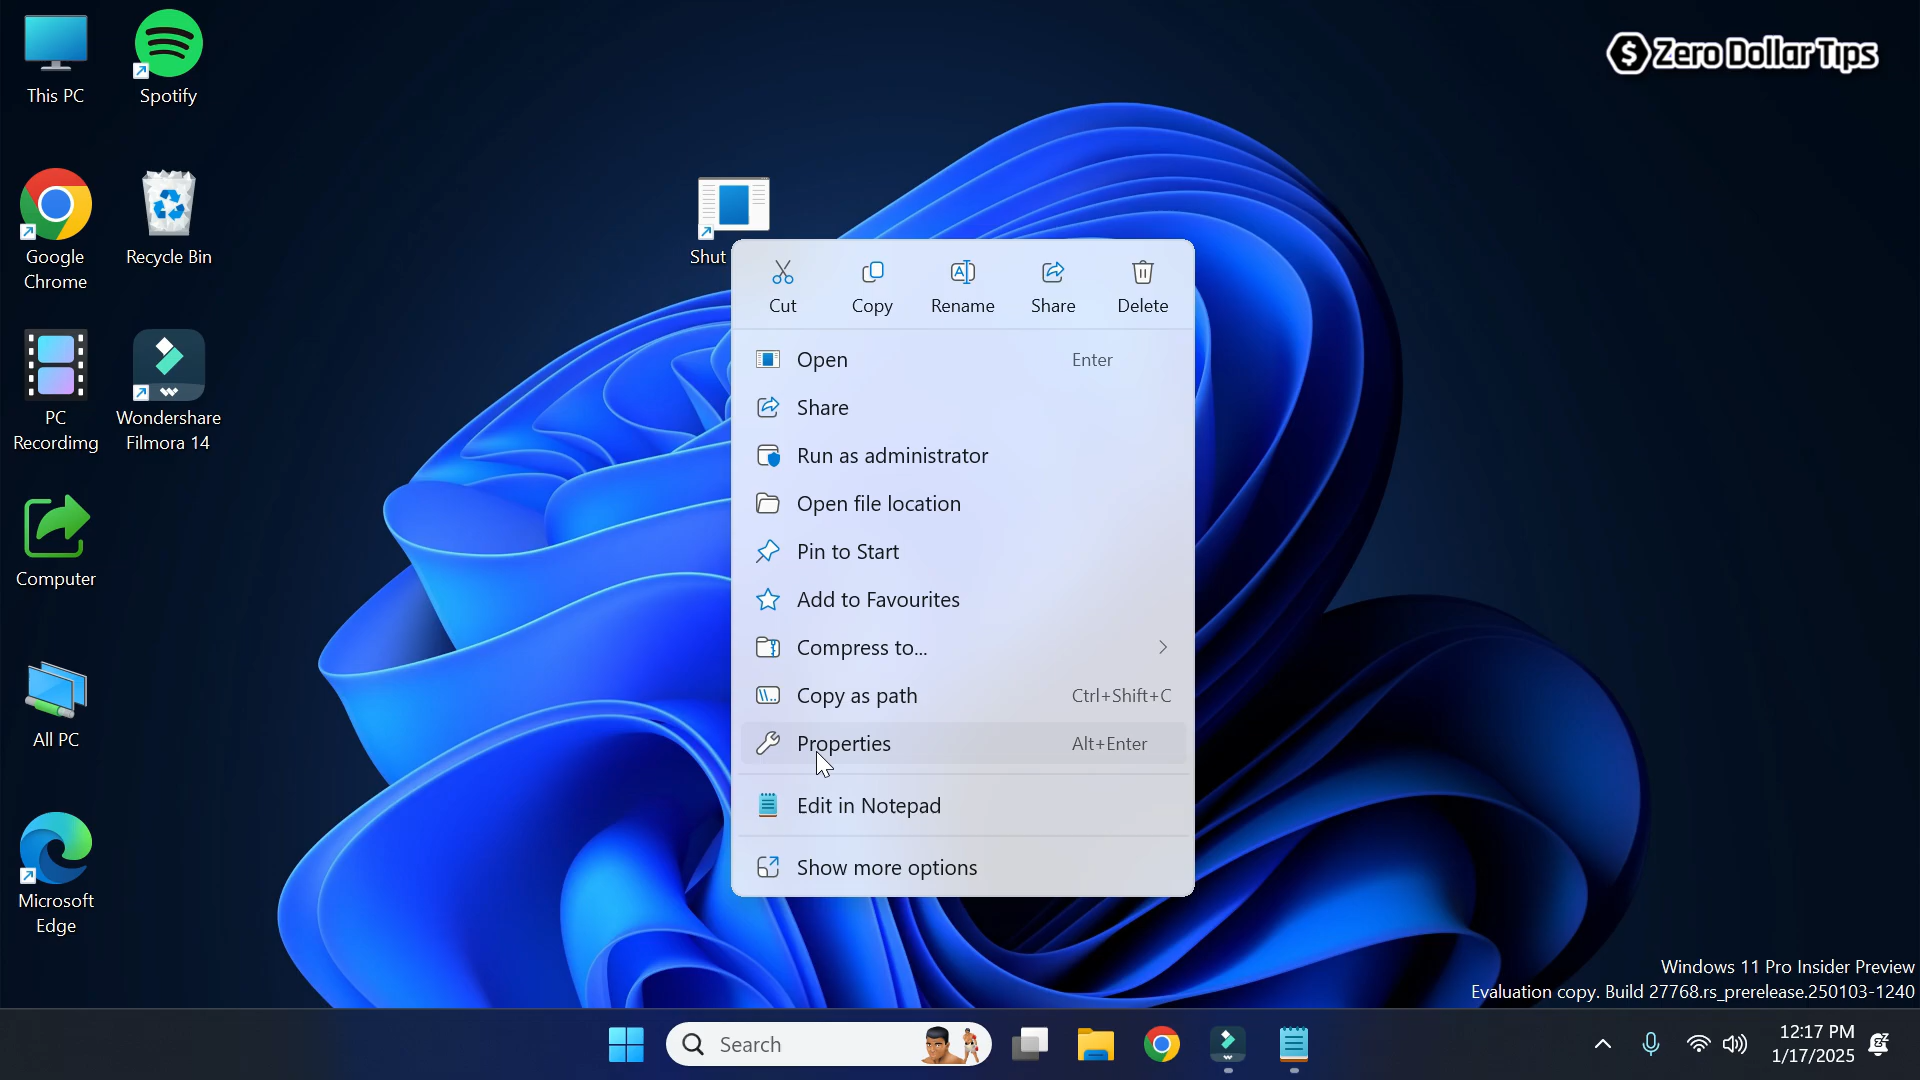 This PC
Spotify
$ Zero Dollar Tips
Google
Chrome
Recycle Bin
Shut
PC
Recordimg
Wondershare
Filmora 14
Computer
All PC
Microsoft
Edge
Cut
Copy
Rename
Share
Delete
Open Enter
Share
Run as administrator
Open file location
Pin to Start
Add to Favourites
Compress to...
Copy as path Ctrl+Shift+C
Properties Alt+Enter
Edit in Notepad
Show more options
Windows 11 Pro Insider Preview
Evaluation copy. Build 27768.rs_prerelease.250103-1240
Search
12:17 PM
1/17/2025